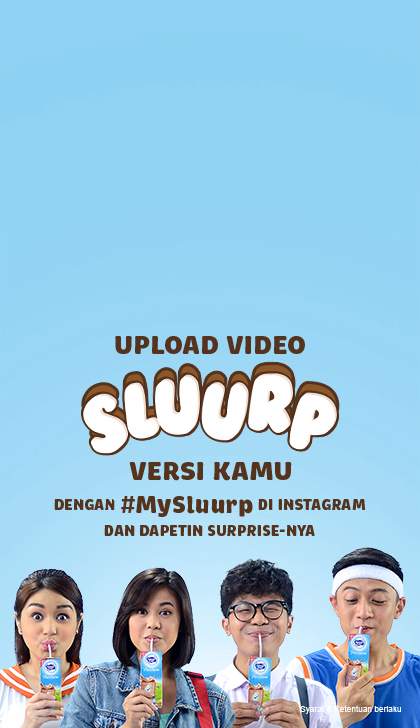 UPLOAD VIDEO
SLUURP
VERSI KAMU
DENGAN #MySluurp DI INSTAGRAM
DAN DAPETIN SURPRISE-NYA
Syarat & Ketentuan berlaku